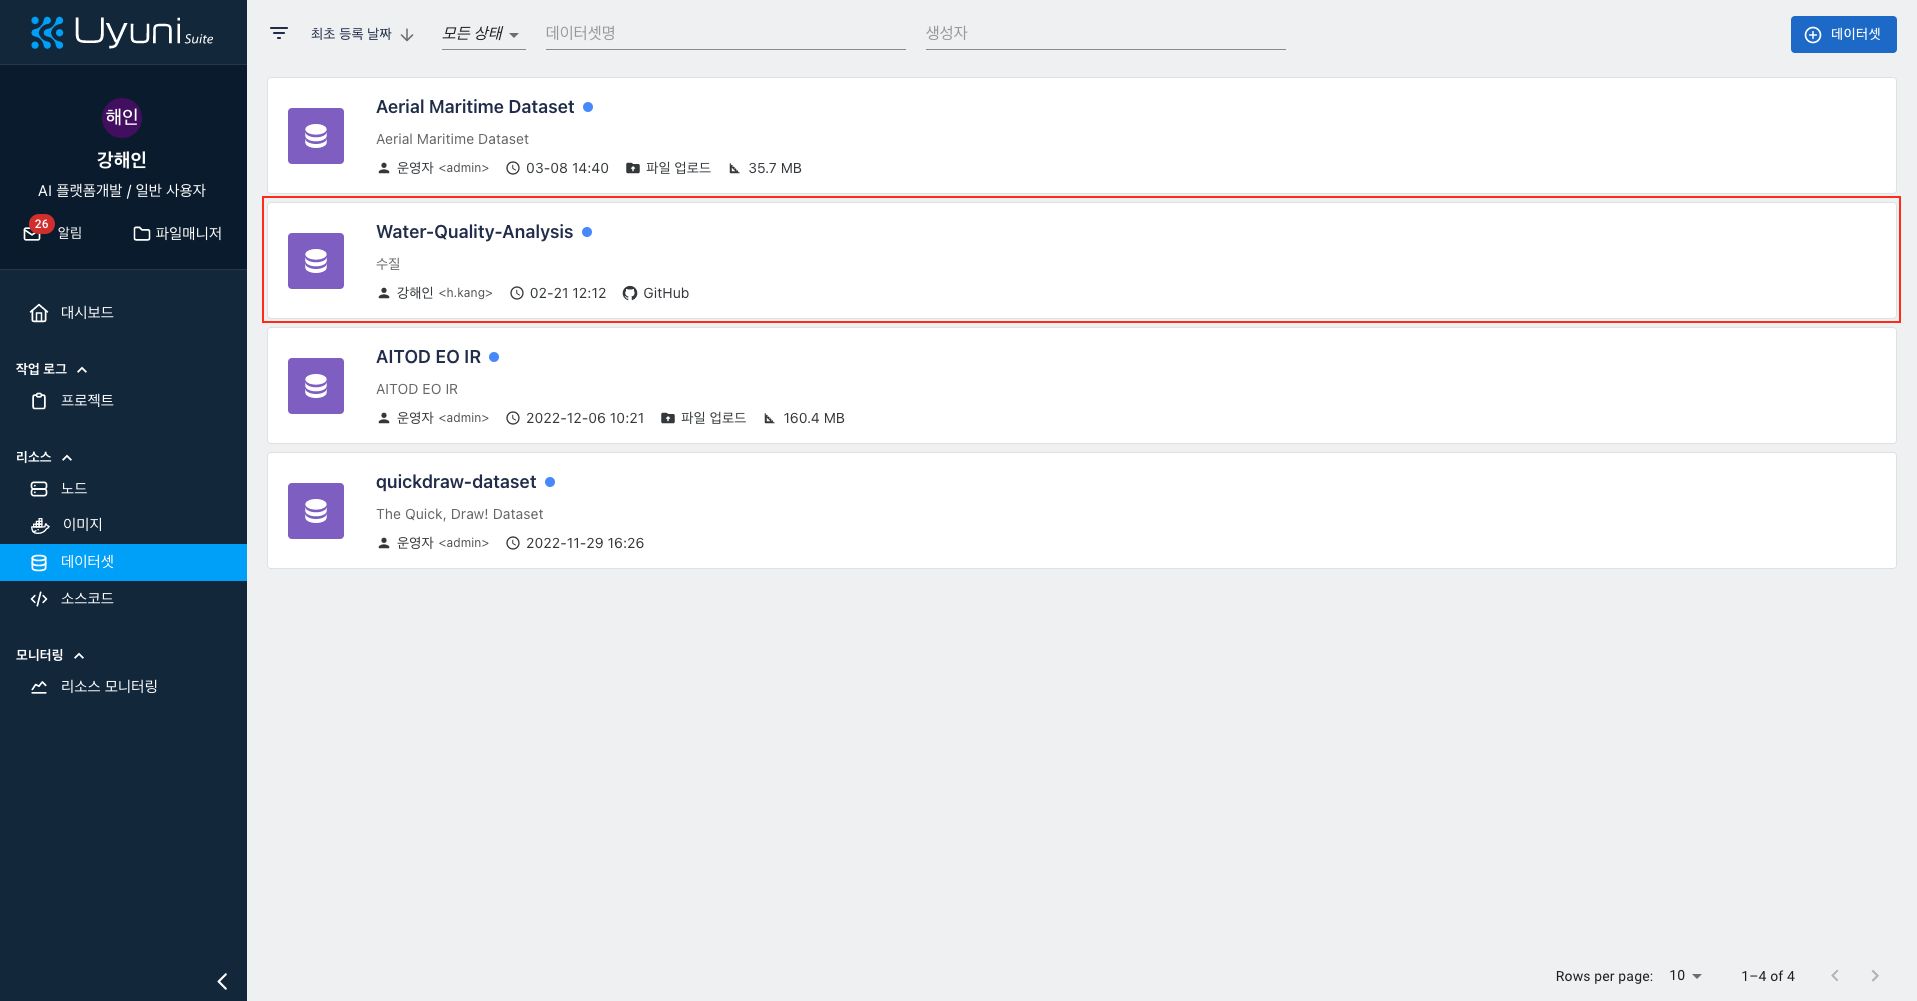 Uyuni Suite
해인
강해인
AI 플랫폼개발 / 일반 사용자
26
알림
파일매니저
대시보드
작업 로그
프로젝트
리소스
노드
이미지
데이터셋
소스코드
모니터링
리소스 모니터링
최초 등록 날짜
모든 상태
데이터셋명
생성자
데이터셋
Aerial Maritime Dataset
Aerial Maritime Dataset
운영자 <admin> 03-08 14:40 파일 업로드 35.7 MB
Water-Quality-Analysis
수질
강해인 <h.kang> 02-21 12:12 GitHub
AITOD EO IR
AITOD EO IR
운영자 <admin> 2022-12-06 10:21 파일 업로드 160.4 MB
quickdraw-dataset
The Quick, Draw! Dataset
운영자 <admin> 2022-11-29 16:26
Rows per page: 10 1–4 of 4